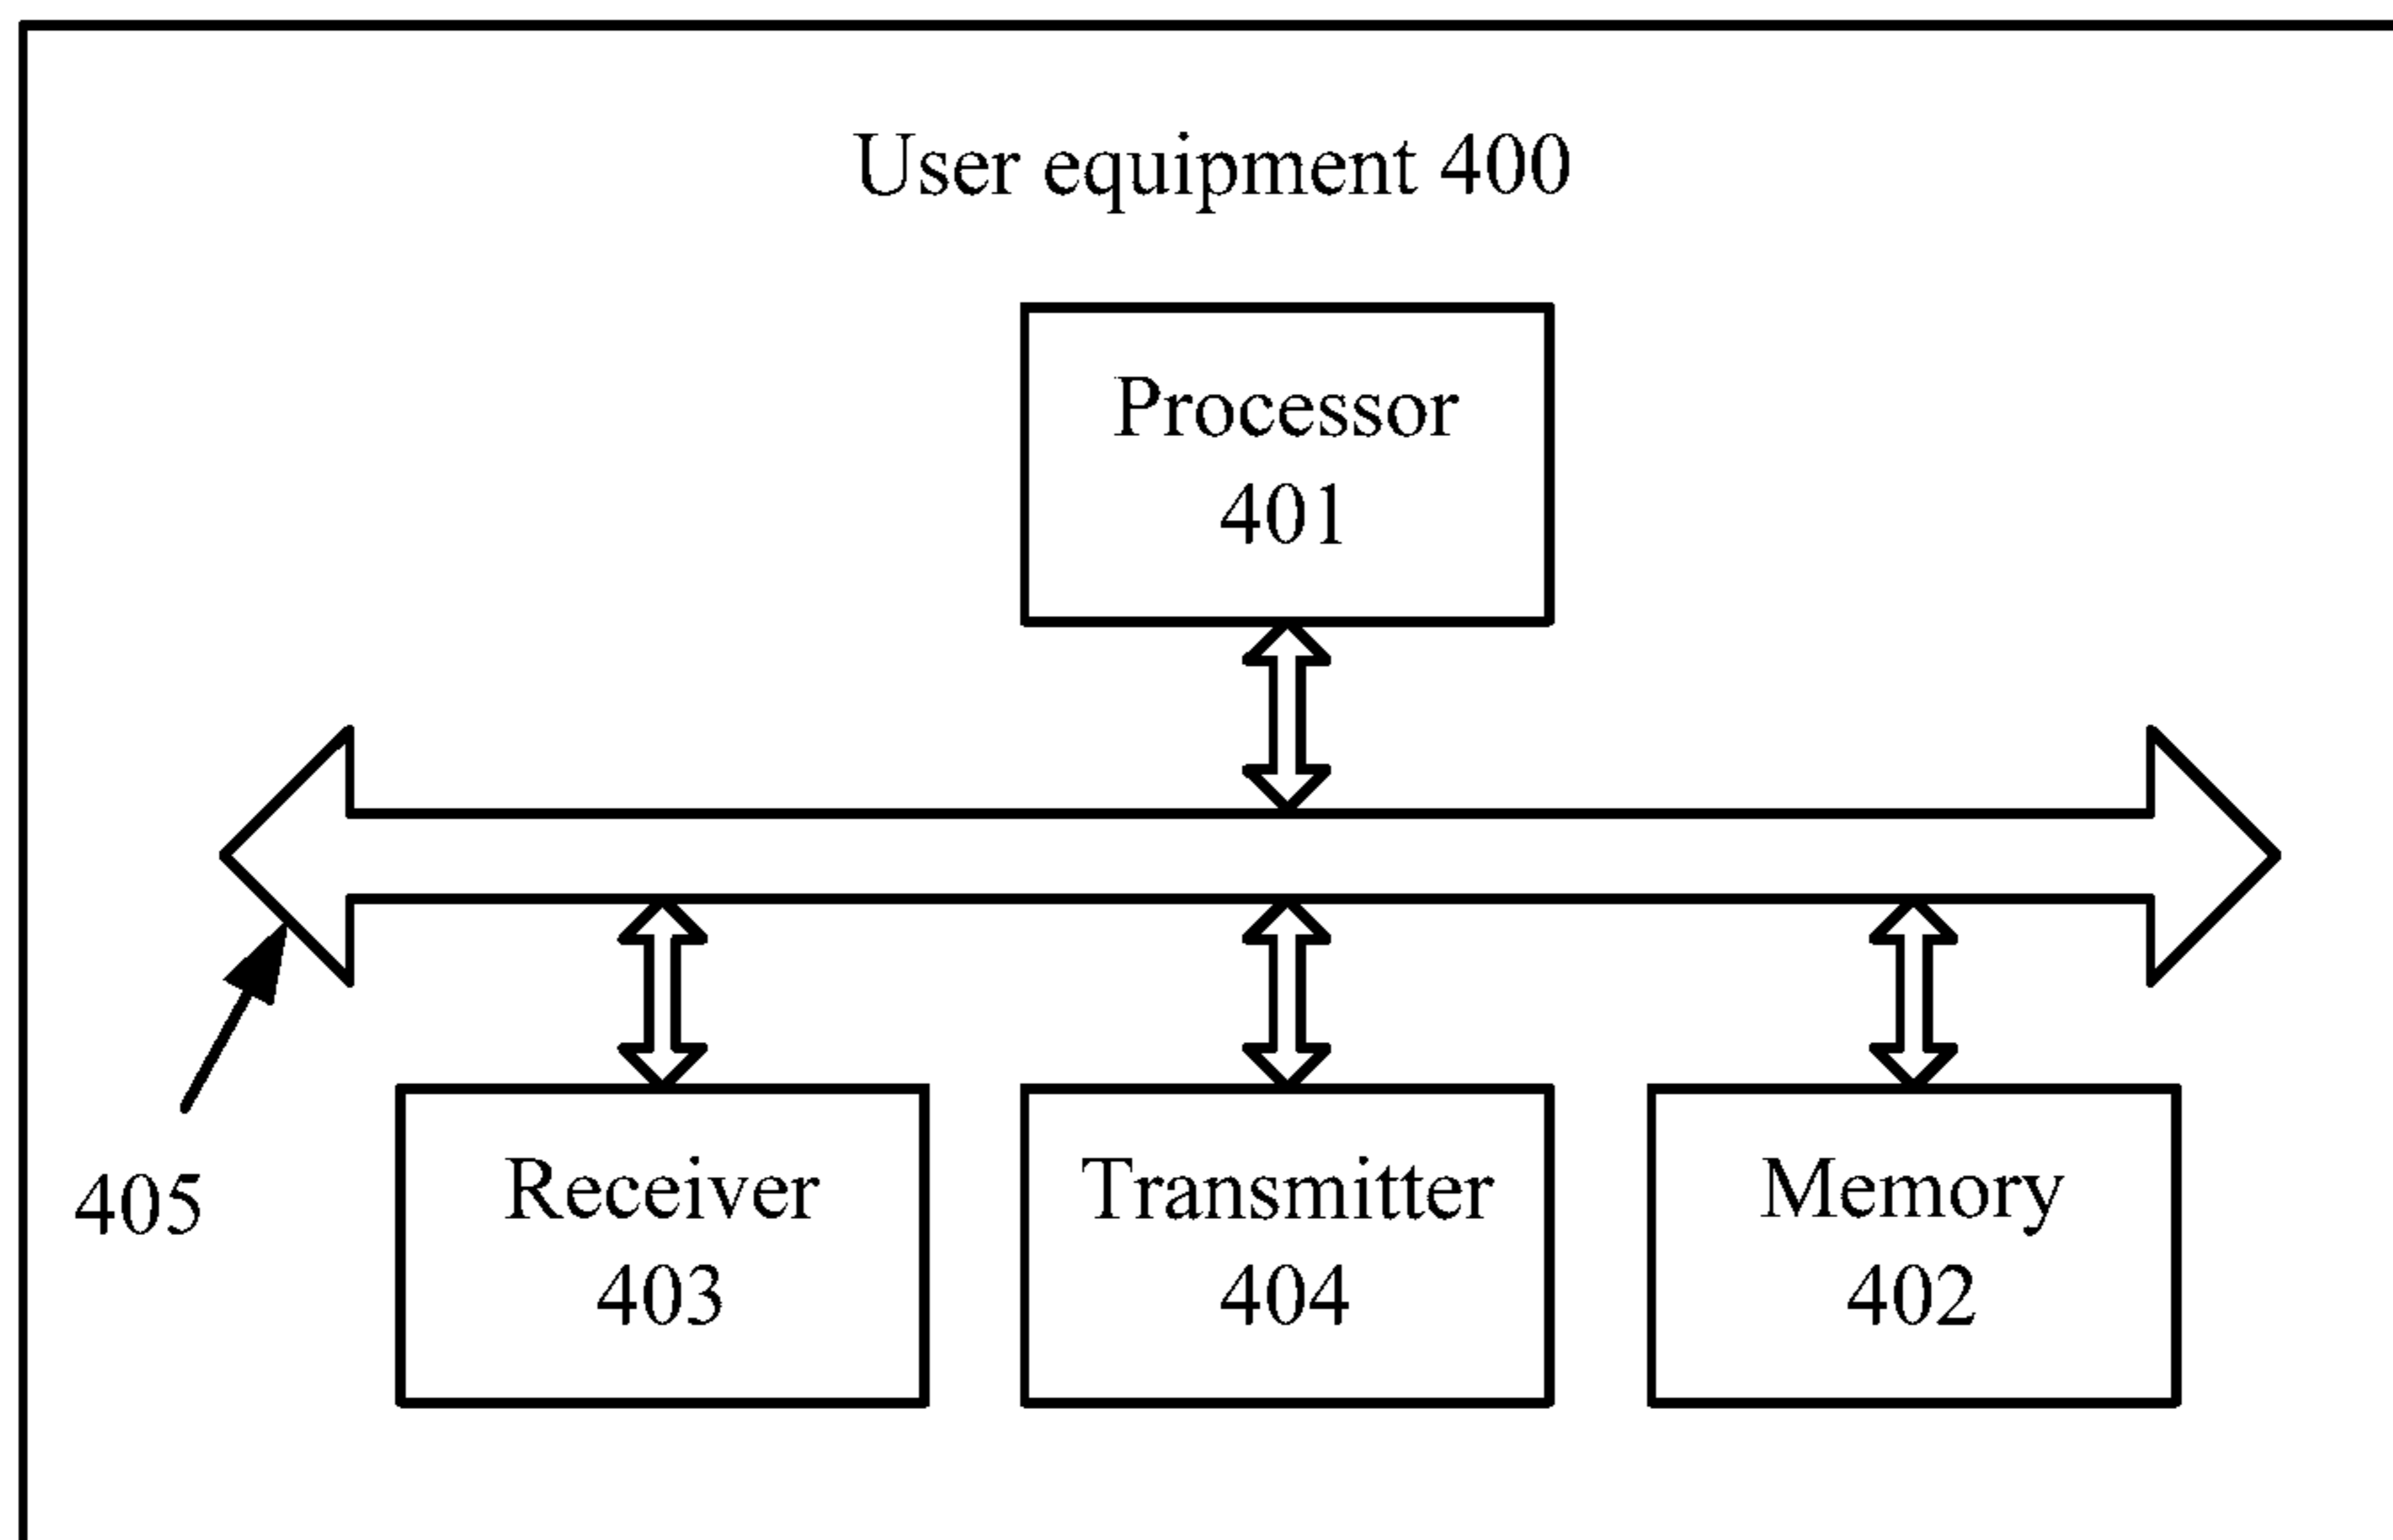 User equipment 400
Processor
401
405
Receiver
403
Transmitter
404
Memory
402